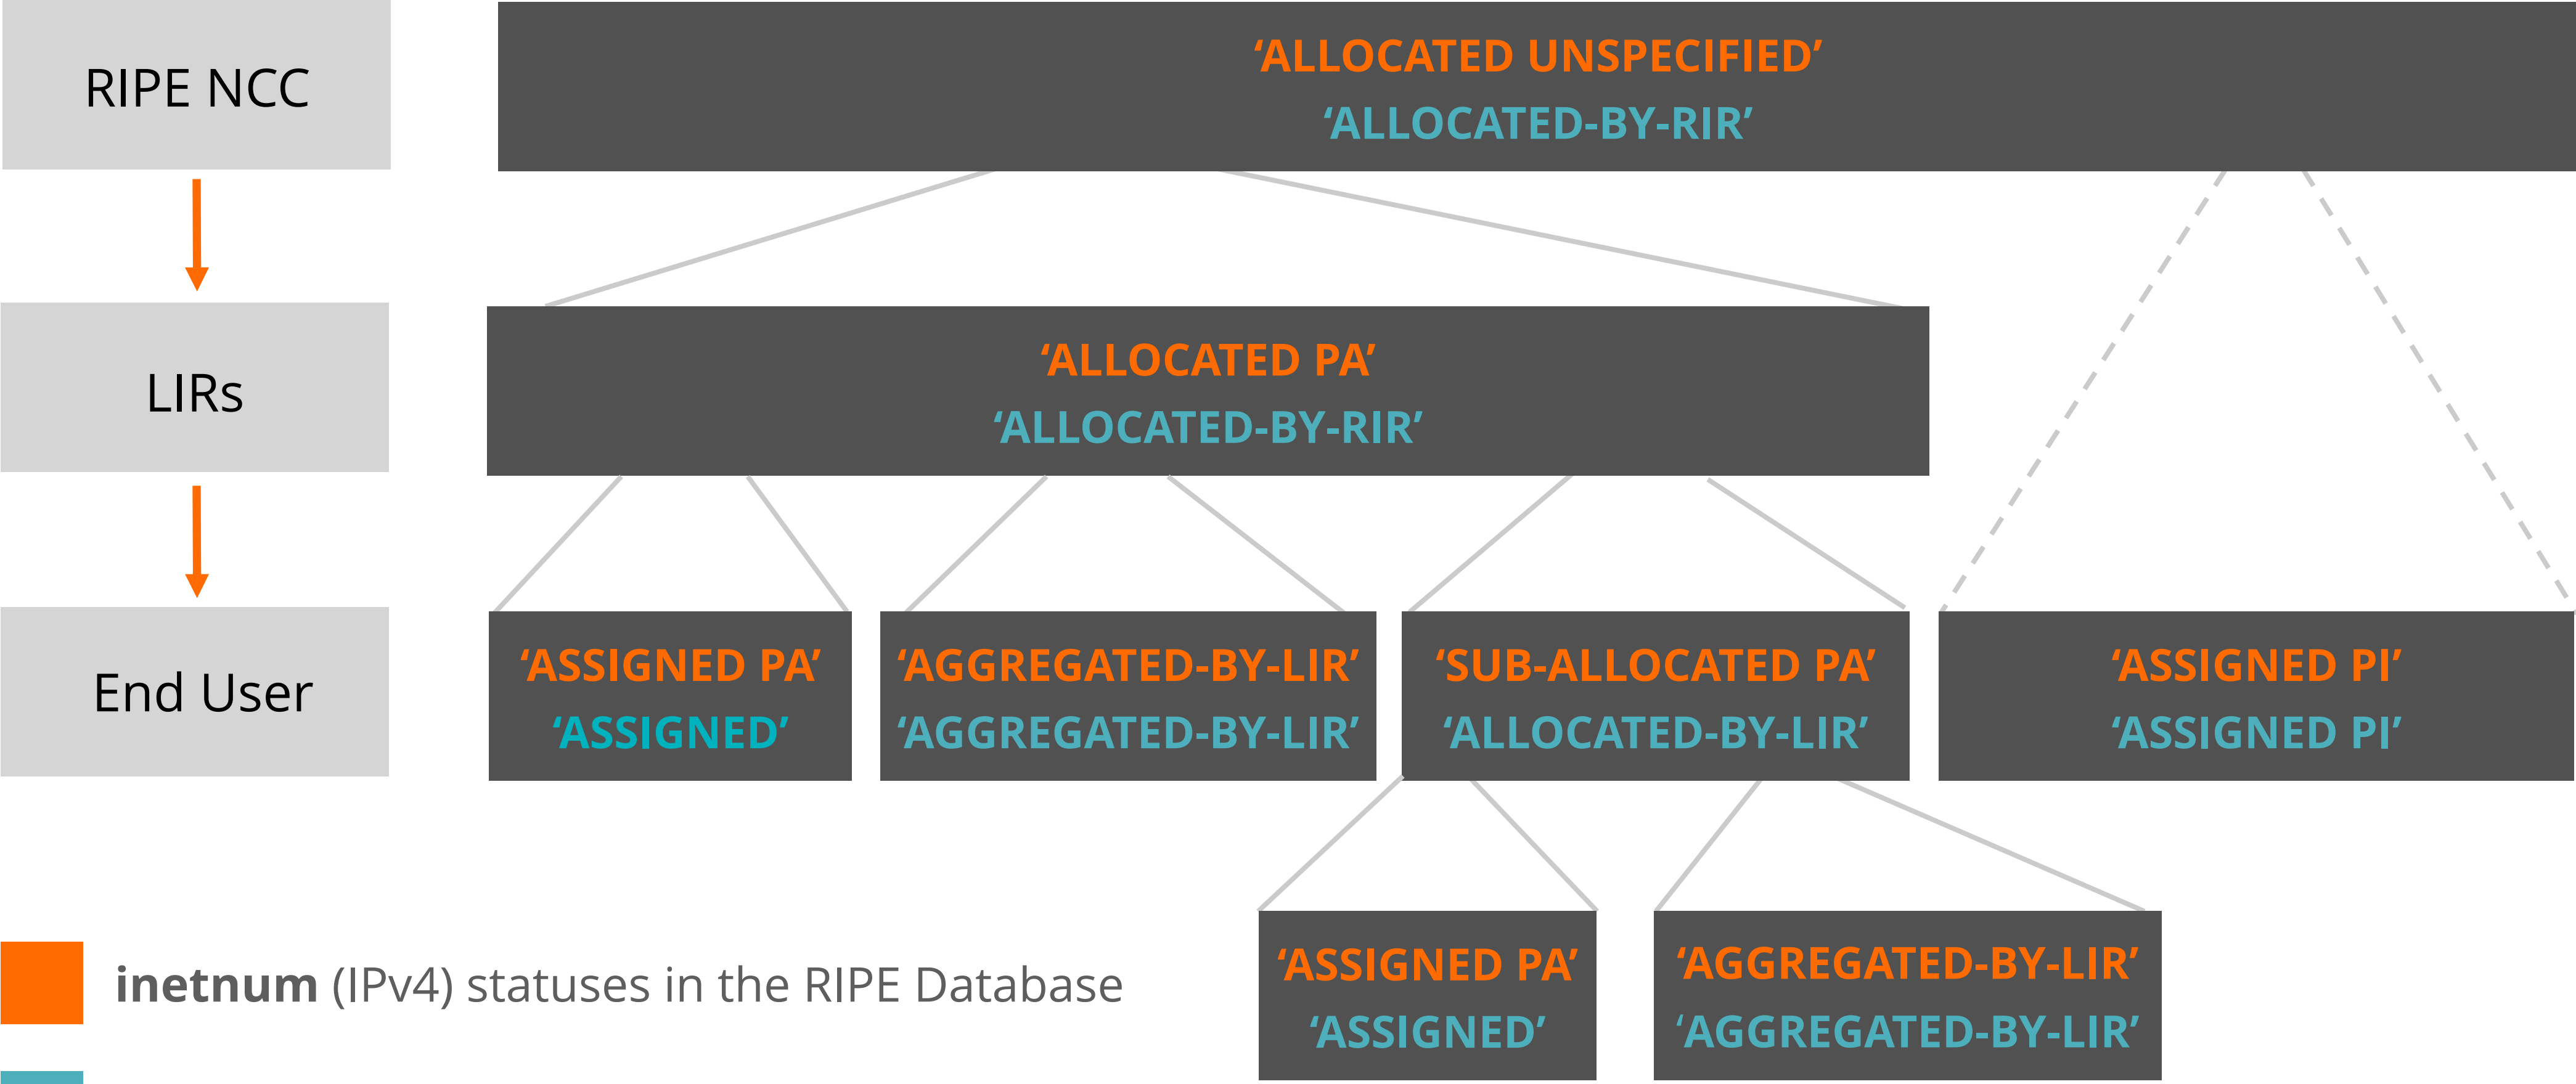 RIPE NCC
‘ALLOCATED UNSPECIFIED’
‘ALLOCATED-BY-RIR’
LIRs
‘ALLOCATED PA’
‘ALLOCATED-BY-RIR’
End User
‘ASSIGNED PA’
‘ASSIGNED’
‘AGGREGATED-BY-LIR’
‘AGGREGATED-BY-LIR’
‘SUB-ALLOCATED PA’
‘ALLOCATED-BY-LIR’
‘ASSIGNED PI’
‘ASSIGNED PI’
‘ASSIGNED PA’
‘ASSIGNED’
‘AGGREGATED-BY-LIR’
‘AGGREGATED-BY-LIR’
inetnum (IPv4) statuses in the RIPE Database